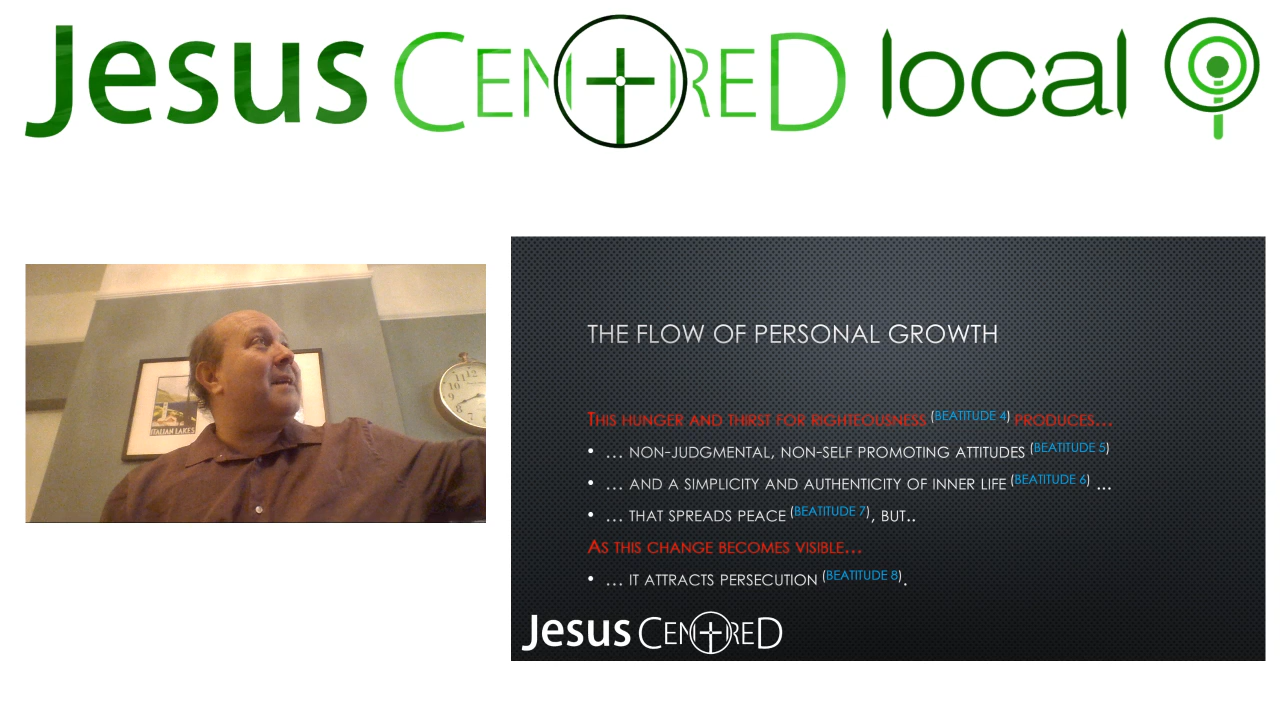 Jesus CENTRED local
ITALIAN LAKES
THE FLOW OF PERSONAL GROWTH
THIS HUNGER AND THIRST FOR RIGHTEOUSNESS (BEATITUDE 4) PRODUCES…
• … NON-JUDGMENTAL, NON-SELF PROMOTING ATTITUDES (BEATITUDE 5)
• … AND A SIMPLICITY AND AUTHENTICITY OF INNER LIFE (BEATITUDE 6) …
• … THAT SPREADS PEACE (BEATITUDE 7), BUT..
AS THIS CHANGE BECOMES VISIBLE…
• … IT ATTRACTS PERSECUTION (BEATITUDE 8).
Jesus CENTRED